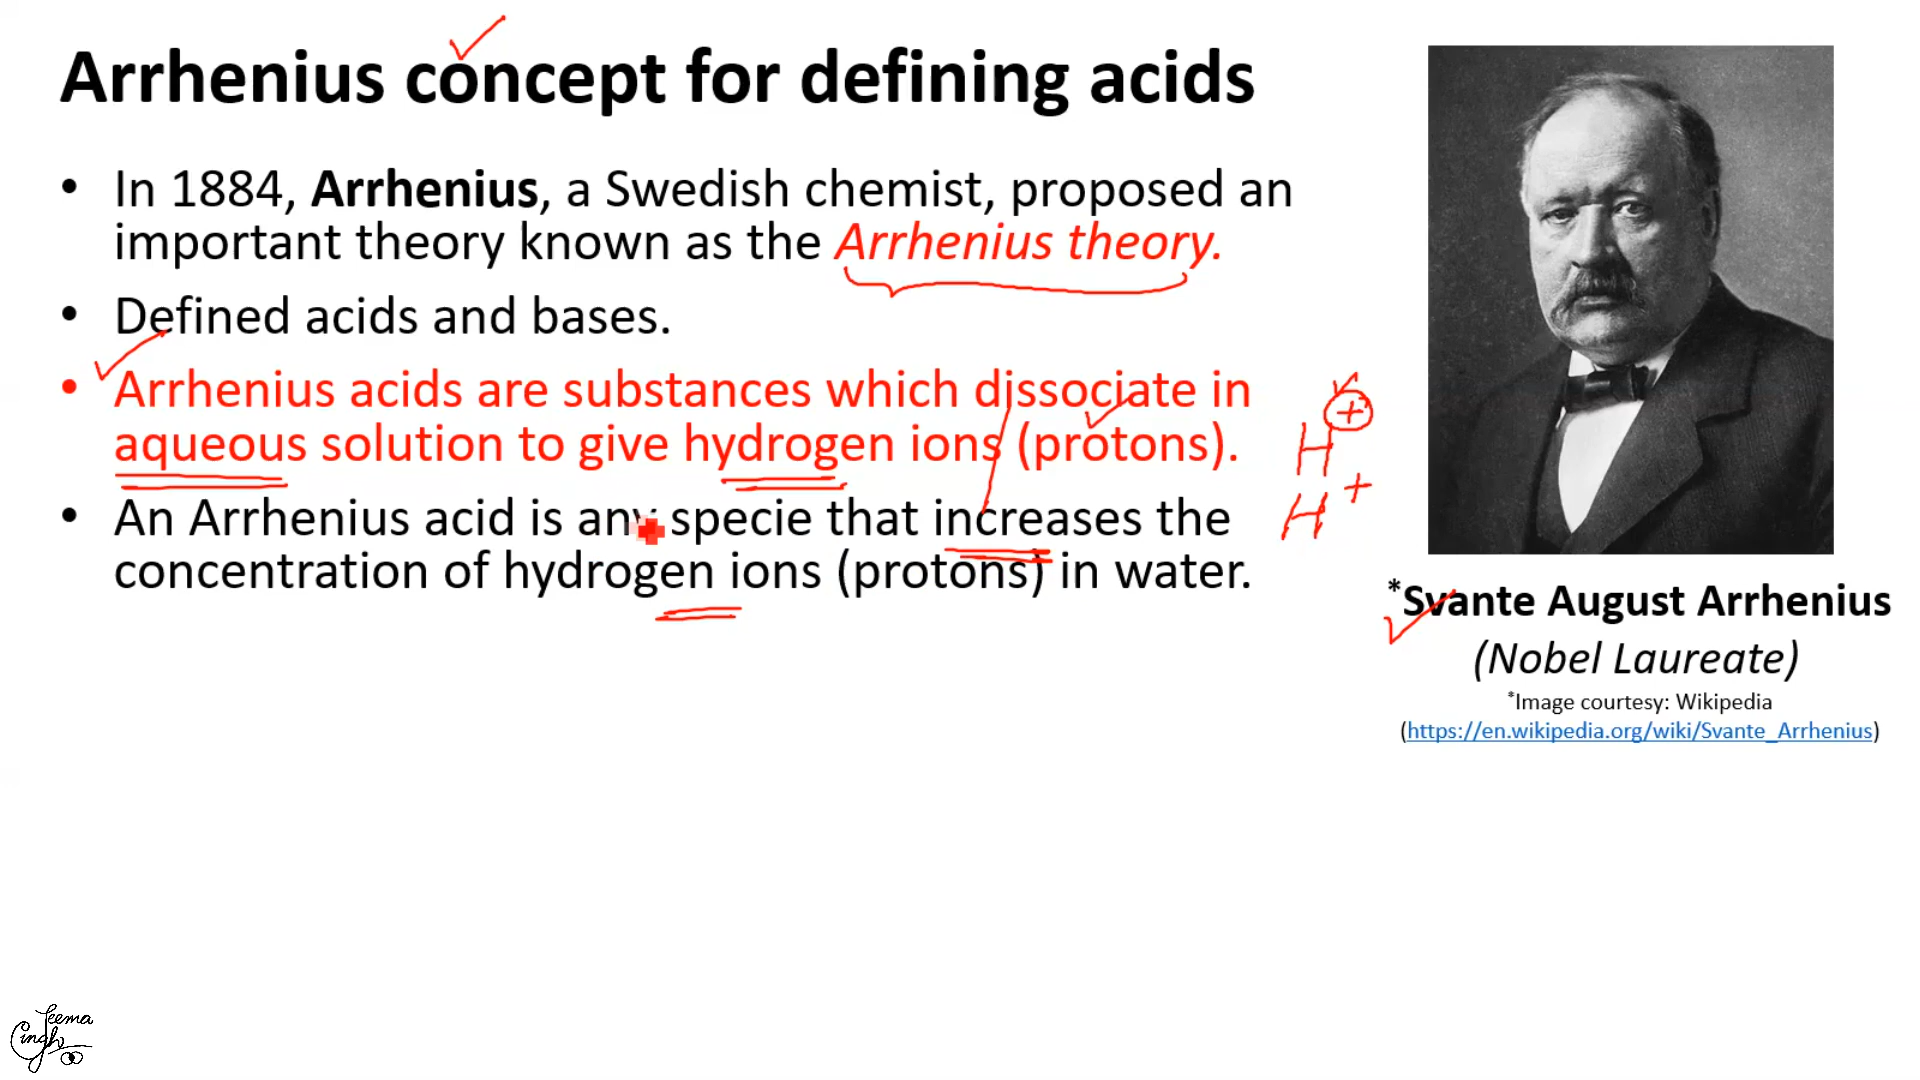 Arrhenius concept for defining acids
• In 1884, Arrhenius, a Swedish chemist, proposed an
important theory known as the Arrhenius theory.
• Defined acids and bases.
• Arrhenius acids are substances which dissociate in
aqueous solution to give hydrogen ions (protons).
• An Arrhenius acid is any specie that increases the
concentration of hydrogen ions (protons) in water.
H+
H+
*Svante August Arrhenius
(Nobel Laureate)
*Image courtesy: Wikipedia
(https://en.wikipedia.org/wiki/Svante_Arrhenius)